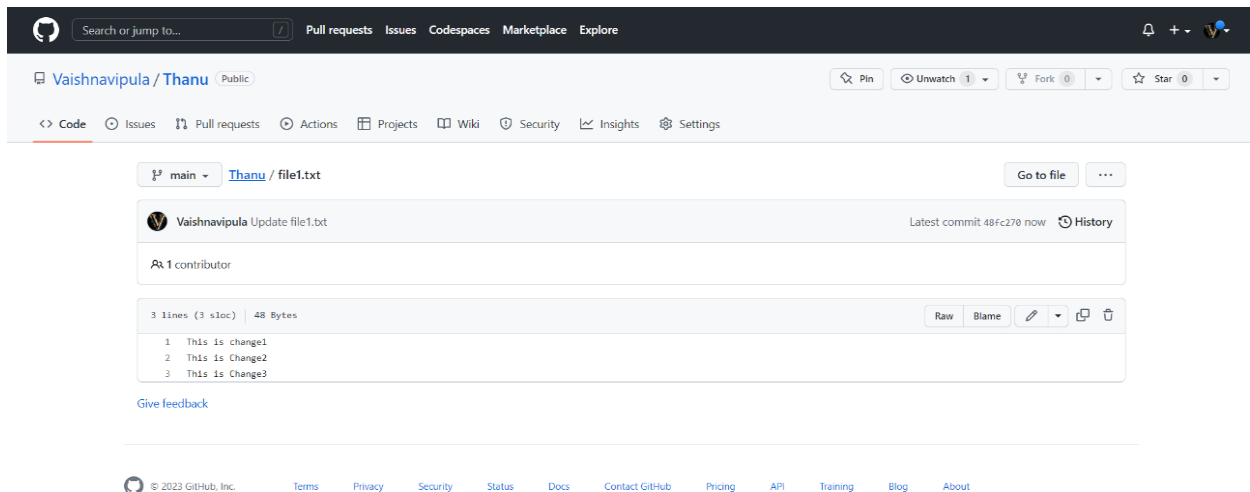 Search or jump to... / Pull requests Issues Codespaces Marketplace Explore
Vaishnavipula / Thanu Public Pin Unwatch 1 Fork 0 Star 0
<> Code Issues Pull requests Actions Projects Wiki Security Insights Settings
main Thanu / file1.txt Go to file ...
Vaishnavipula Update file1.txt Latest commit 48fc270 now History
1 contributor
3 lines (3 sloc) 48 Bytes Raw Blame
1 This is change1
2 This is Change2
3 This is Change3
Give feedback
© 2023 GitHub, Inc. Terms Privacy Security Status Docs Contact GitHub Pricing API Training Blog About